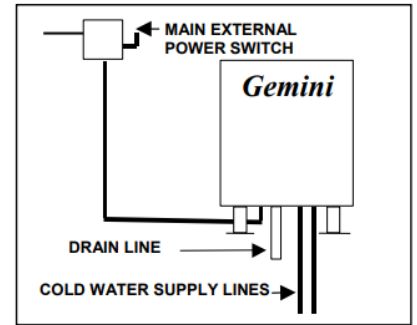 MAIN EXTERNAL
POWER SWITCH
Gemini
DRAIN LINE
COLD WATER SUPPLY LINES